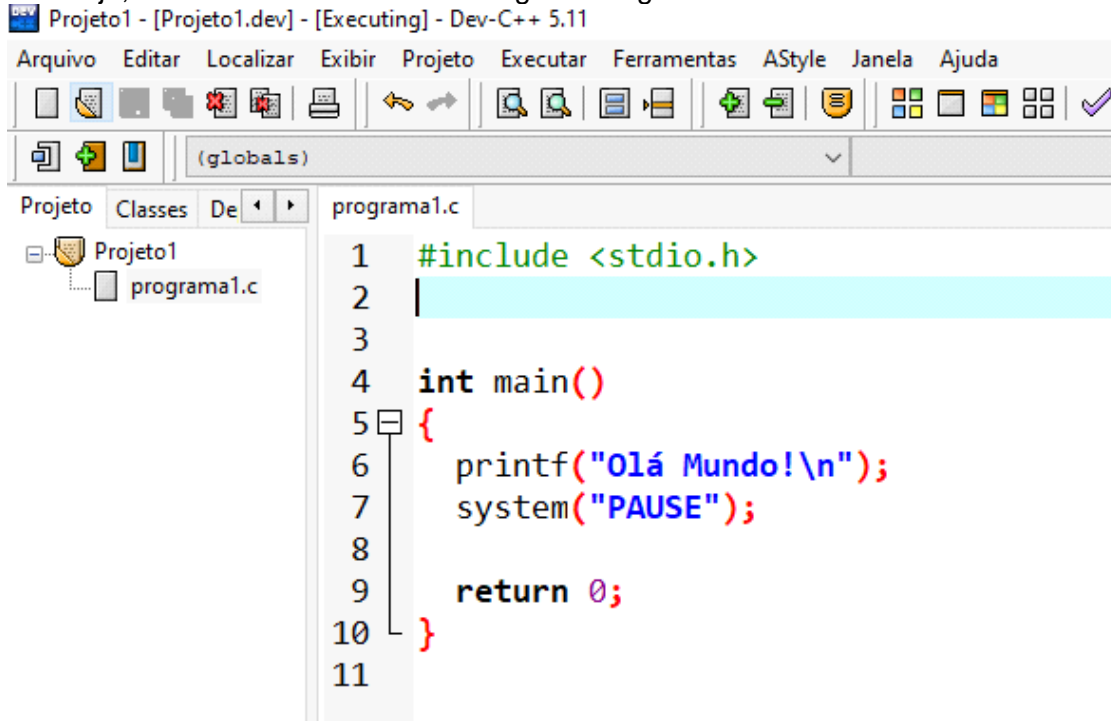 Projeto1 - [Projeto1.dev] - [Executing] - Dev-C++ 5.11
Arquivo Editar Localizar Exibir Projeto Executar Ferramentas AStyle Janela Ajuda
(globals)
Projeto Classes De
programa1.c
Projeto1
programa1.c
1 #include <stdio.h>
2
3
4 int main()
5 {
6 printf("Olá Mundo!\n");
7 system("PAUSE");
8
9 return 0;
10 }
11